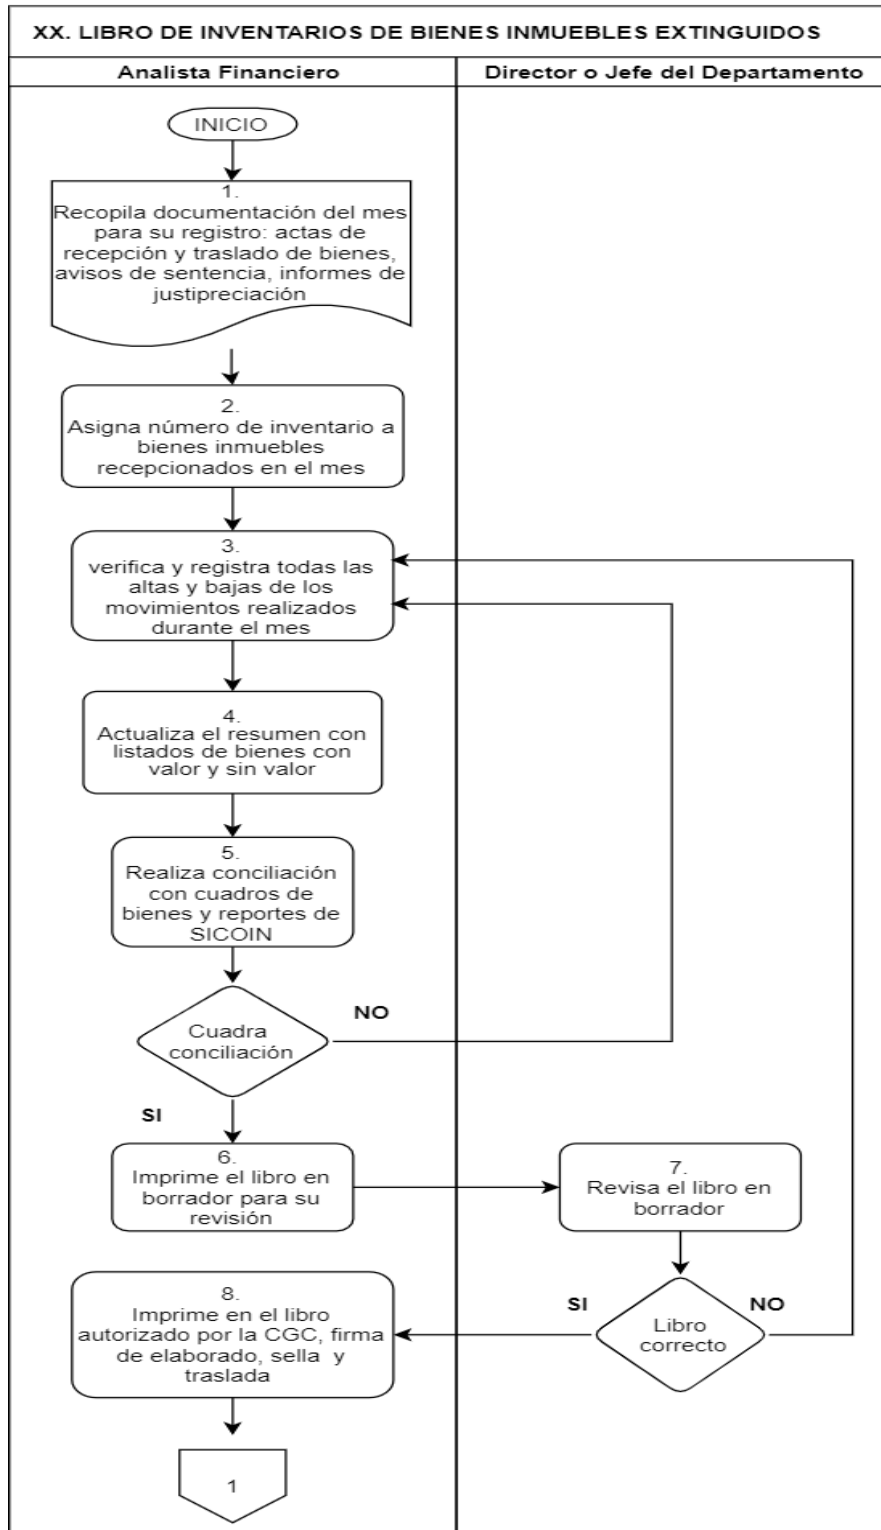 XX. LIBRO DE INVENTARIOS DE BIENES INMUEBLES EXTINGUIDOS
Analista Financiero
Director o Jefe del Departamento
INICIO
1.
Recopila documentación del mes
para su registro: actas de
recepción y traslado de bienes,
avisos de sentencia, informes de
justipreciación
2.
Asigna número de inventario a
bienes inmuebles
recepcionados en el mes
3.
verifica y registra todas las
altas y bajas de los
movimientos realizados
durante el mes
4.
Actualiza el resumen con
listados de bienes con
valor y sin valor
5.
Realiza conciliación
con cuadros de
bienes y reportes de
SICOIN
Cuadra
conciliación
NO
SI
6.
Imprime el libro en
borrador para su
revisión
7.
Revisa el libro en
borrador
Libro
correcto
SI
NO
8.
Imprime en el libro
autorizado por la CGC, firma
de elaborado, sella y
traslada
1